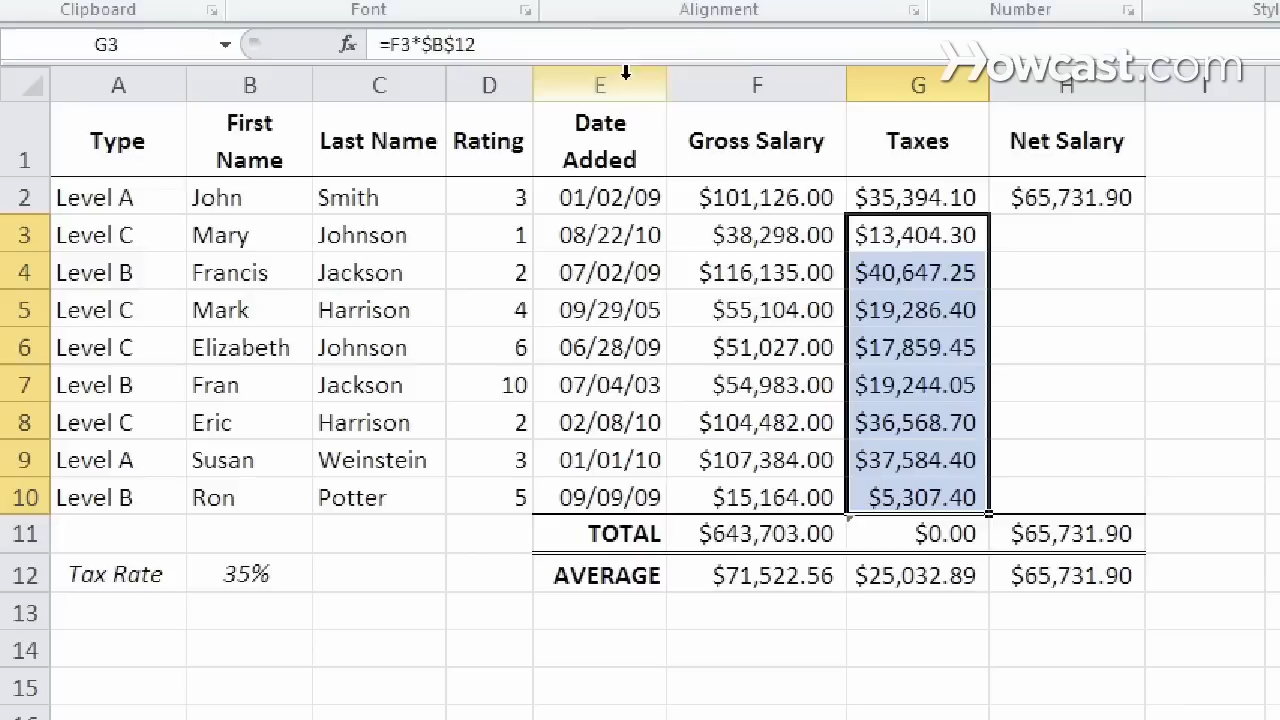 Clipboard Font Alignment Number Styl
G3 fx =F3*$B$12
Howcast.com
A B C D E F G H I
1 Type First Name Last Name Rating Date Added Gross Salary Taxes Net Salary
2 Level A John Smith 3 01/02/09 $101,126.00 $35,394.10 $65,731.90
3 Level C Mary Johnson 1 08/22/10 $38,298.00 $13,404.30
4 Level B Francis Jackson 2 07/02/09 $116,135.00 $40,647.25
5 Level C Mark Harrison 4 09/29/05 $55,104.00 $19,286.40
6 Level C Elizabeth Johnson 6 06/28/09 $51,027.00 $17,859.45
7 Level B Fran Jackson 10 07/04/03 $54,983.00 $19,244.05
8 Level C Eric Harrison 2 02/08/10 $104,482.00 $36,568.70
9 Level A Susan Weinstein 3 01/01/10 $107,384.00 $37,584.40
10 Level B Ron Potter 5 09/09/09 $15,164.00 $5,307.40
11 TOTAL $643,703.00 $0.00 $65,731.90
12 Tax Rate 35% AVERAGE $71,522.56 $25,032.89 $65,731.90
13
14
15